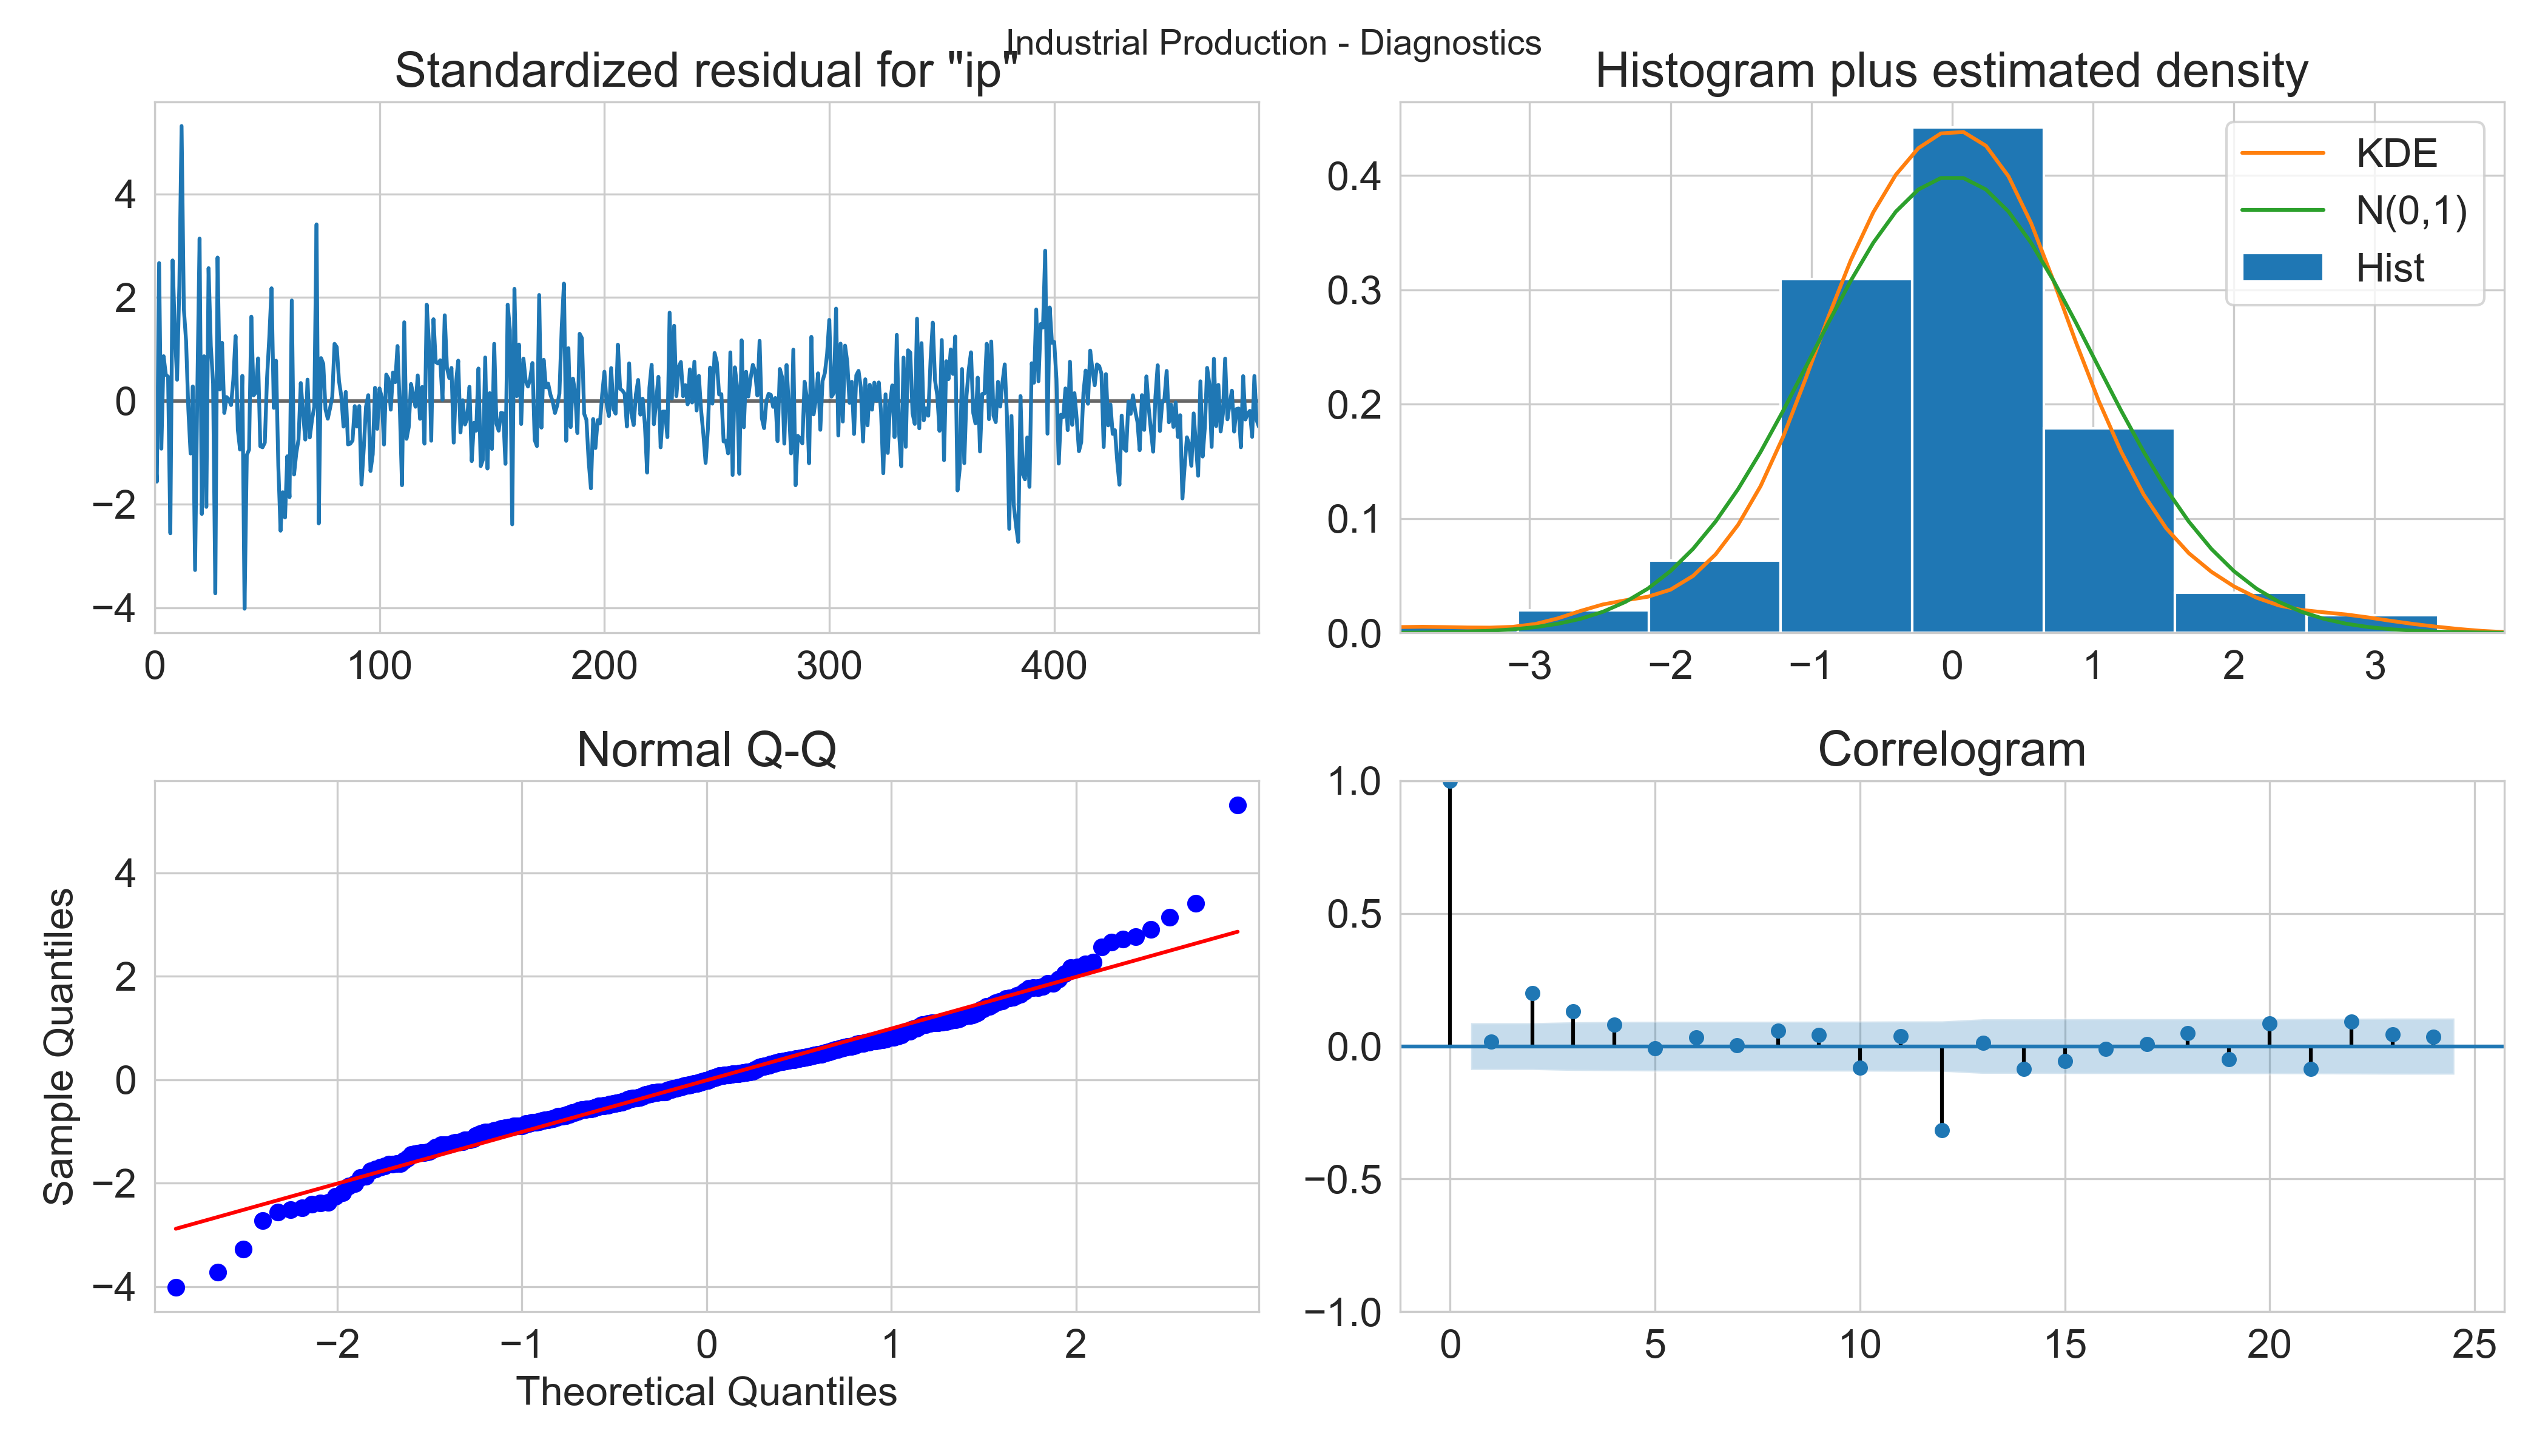 Industrial Production - Diagnostics
Standardized residual for "ip"
4
2
0
−2
−4
0 100 200 300 400
Histogram plus estimated density
KDE
N(0,1)
Hist
0.4
0.3
0.2
0.1
0.0
−3 −2 −1 0 1 2 3
Normal Q-Q
Sample Quantiles
4
2
0
−2
−4
−2 −1 0 1 2
Theoretical Quantiles
Correlogram
1.0
0.5
0.0
−0.5
−1.0
0 5 10 15 20 25